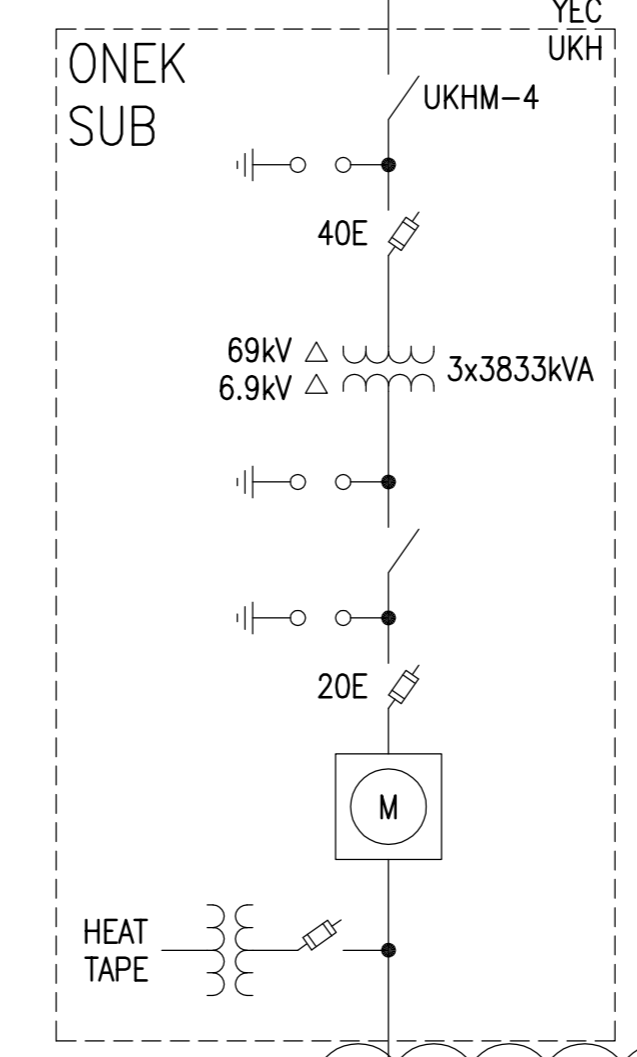 YEC
UKH
ONEK
SUB
UKHM-4
40E
69kV △
6.9kV △
3x3833kVA
20E
M
HEAT
TAPE